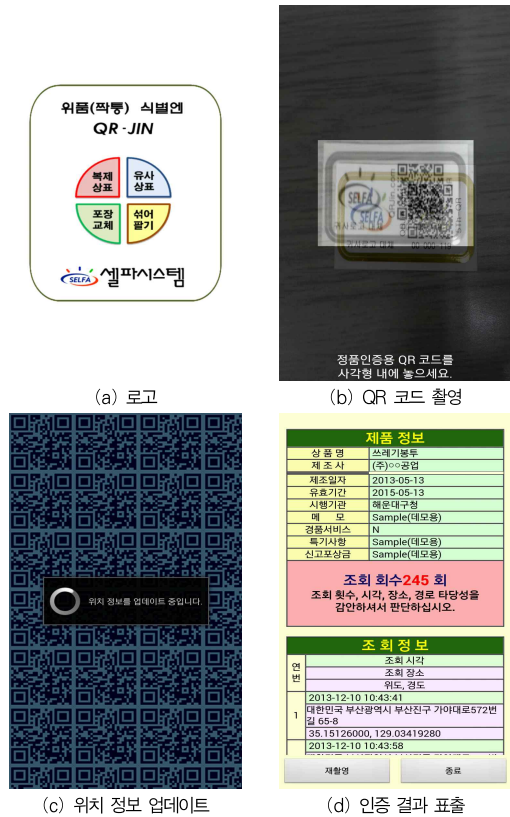 위품(짝퉁) 식별엔
QR-JIN
복제
상표
유사
상표
포장
교체
섞어
팔기
SELFA 셀파시스템
(a) 로고
SELFA
SELFA
귀사로고 대체
00-000-119
정품인증용 QR 코드를
사각형 내에 놓으세요.
(b) QR 코드 촬영
위치 정보를 업데이트 중입니다.
(c) 위치 정보 업데이트
제품 정보
상 품 명 쓰레기봉투
제 조 사 (주)○○공업
제조일자 2013-05-13
유효기간 2015-05-13
시행기관 해운대구청
메 모 Sample(데모용)
경품서비스 N
특기사항 Sample(데모용)
신고포상금 Sample(데모용)
조회 회수245 회
조회 횟수, 시각, 장소, 경로 타당성을
감안하셔서 판단하십시오.
조 회 정 보
연번
조회 시각
조회 장소
위도, 경도
1
2013-12-10 10:43:41
대한민국 부산광역시 부산진구 가야대로572번
길 65-8
35.15126000, 129.03419280
2013-12-10 10:43:58
재촬영
종료
(d) 인증 결과 표출